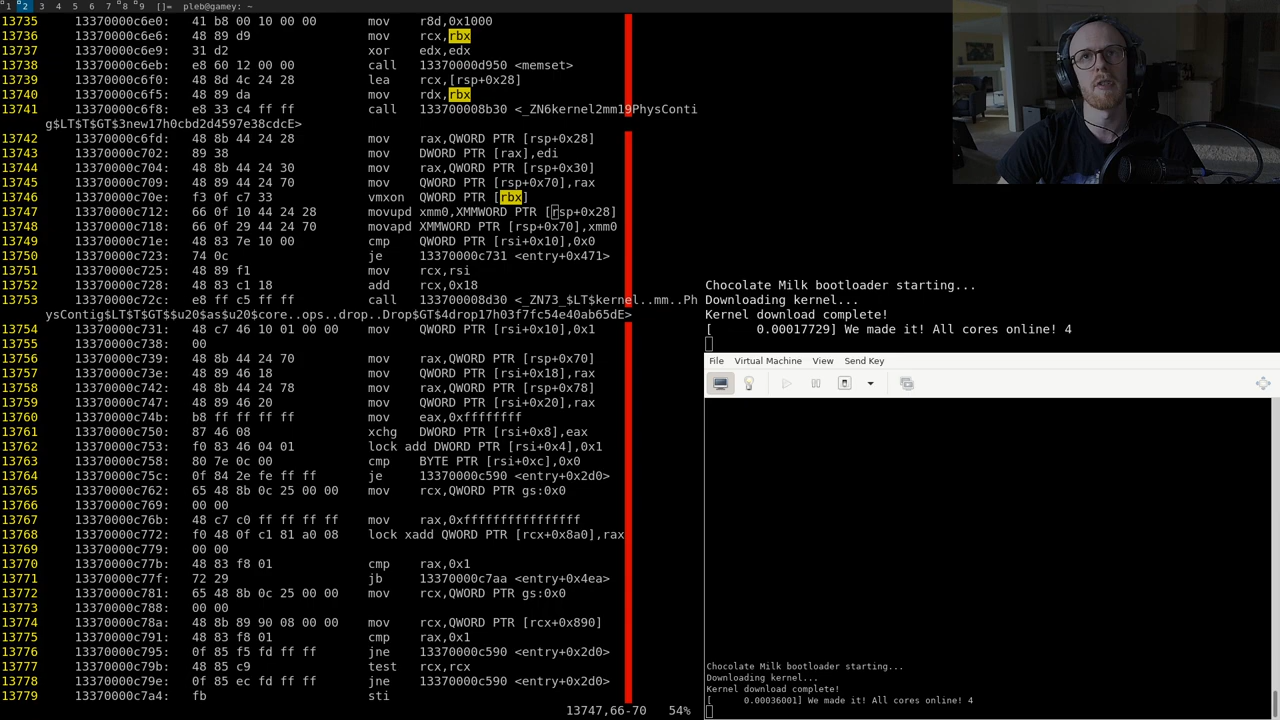 1 2 3 4 5 6 7 8 9 []= pleb@gamey: ~
13735 13370000c6e0: 41 b8 00 10 00 00 mov r8d,0x1000
13736 13370000c6e6: 48 89 d9 mov rcx,rbx
13737 13370000c6e9: 31 d2 xor edx,edx
13738 13370000c6eb: e8 60 12 00 00 call 13370000d950 <memset>
13739 13370000c6f0: 48 8d 4c 24 28 lea rcx,[rsp+0x28]
13740 13370000c6f5: 48 89 da mov rdx,rbx
13741 13370000c6f8: e8 33 c4 ff ff call 133700008b30 <_ZN6kernel2mm19PhysConti
g$LT$T$GT$3new17h0cbd2d4597e38cdcE>
13742 13370000c6fd: 48 8b 44 24 28 mov rax,QWORD PTR [rsp+0x28]
13743 13370000c702: 89 38 mov DWORD PTR [rax],edi
13744 13370000c704: 48 8b 44 24 30 mov rax,QWORD PTR [rsp+0x30]
13745 13370000c709: 48 89 44 24 70 mov QWORD PTR [rsp+0x70],rax
13746 13370000c70e: f3 0f c7 33 vmxon QWORD PTR [rbx]
13747 13370000c712: 66 0f 10 44 24 28 movupd xmm0,XMMWORD PTR [rsp+0x28]
13748 13370000c718: 66 0f 29 44 24 70 movapd XMMWORD PTR [rsp+0x70],xmm0
13749 13370000c71e: 48 83 7e 10 00 cmp QWORD PTR [rsi+0x10],0x0
13750 13370000c723: 74 0c je 13370000c731 <entry+0x471>
13751 13370000c725: 48 89 f1 mov rcx,rsi
13752 13370000c728: 48 83 c1 18 add rcx,0x18
13753 13370000c72c: e8 ff c5 ff ff call 133700008d30 <_ZN73_$LT$kernel..mm..Ph
ysContig$LT$T$GT$$u20$as$u20$core..ops..drop..Drop$GT$4drop17h03f7fc54e40ab65dE>
13754 13370000c731: 48 c7 46 10 01 00 00 mov QWORD PTR [rsi+0x10],0x1
13755 13370000c738: 00
13756 13370000c739: 48 8b 44 24 70 mov rax,QWORD PTR [rsp+0x70]
13757 13370000c73e: 48 89 46 18 mov QWORD PTR [rsi+0x18],rax
13758 13370000c742: 48 8b 44 24 78 mov rax,QWORD PTR [rsp+0x78]
13759 13370000c747: 48 89 46 20 mov QWORD PTR [rsi+0x20],rax
13760 13370000c74b: b8 ff ff ff ff mov eax,0xffffffff
13761 13370000c750: 87 46 08 xchg DWORD PTR [rsi+0x8],eax
13762 13370000c753: f0 83 46 04 01 lock add DWORD PTR [rsi+0x4],0x1
13763 13370000c758: 80 7e 0c 00 cmp BYTE PTR [rsi+0xc],0x0
13764 13370000c75c: 0f 84 2e fe ff ff je 13370000c590 <entry+0x2d0>
13765 13370000c762: 65 48 8b 0c 25 00 00 mov rcx,QWORD PTR gs:0x0
13766 13370000c769: 00 00
13767 13370000c76b: 48 c7 c0 ff ff ff ff mov rax,0xffffffffffffffff
13768 13370000c772: f0 48 0f c1 81 a0 08 lock xadd QWORD PTR [rcx+0x8a0],rax
13769 13370000c779: 00 00
13770 13370000c77b: 48 83 f8 01 cmp rax,0x1
13771 13370000c77f: 72 29 jb 13370000c7aa <entry+0x4ea>
13772 13370000c781: 65 48 8b 0c 25 00 00 mov rcx,QWORD PTR gs:0x0
13773 13370000c788: 00 00
13774 13370000c78a: 48 8b 89 90 08 00 00 mov rcx,QWORD PTR [rcx+0x890]
13775 13370000c791: 48 83 f8 01 cmp rax,0x1
13776 13370000c795: 0f 85 f5 fd ff ff jne 13370000c590 <entry+0x2d0>
13777 13370000c79b: 48 85 c9 test rcx,rcx
13778 13370000c79e: 0f 85 ec fd ff ff jne 13370000c590 <entry+0x2d0>
13779 13370000c7a4: fb sti
13747,66-70 54%
Chocolate Milk bootloader starting...
Downloading kernel...
Kernel download complete!
[ 0.00017729] We made it! All cores online! 4
File Virtual Machine View Send Key
Chocolate Milk bootloader starting...
Downloading kernel...
Kernel download complete!
[ 0.00036001] We made it! All cores online! 4